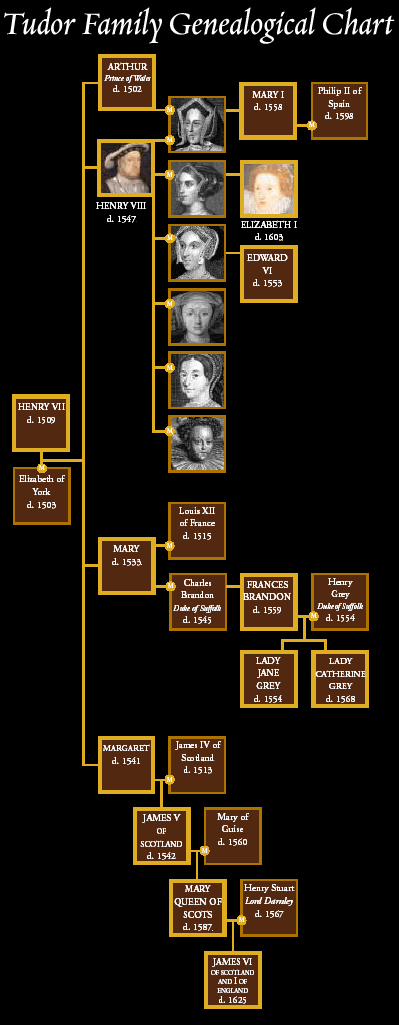 Tudor Family Genealogical Chart
ARTHUR
Prince of Wales
d. 1502
M
MARY I
d. 1558
Philip II of
Spain
d. 1598
M
M
HENRY VIII
d. 1547
M
ELIZABETH I
d. 1603
M
EDWARD
VI
d. 1553
M
M
M
HENRY VII
d. 1509
M
Elizabeth of
York
d. 1503
MARY
d. 1533
Louis XII
of France
d. 1515
M
Charles
Brandon
Duke of Suffolk
d. 1545
M
FRANCES
BRANDON
d. 1559
Henry
Grey
Duke of Suffolk
d. 1554
M
LADY
JANE
GREY
d. 1554
LADY
CATHERINE
GREY
d. 1568
MARGARET
d. 1541
James IV of
Scotland
d. 1513
M
JAMES V
OF
SCOTLAND
d. 1542
Mary of
Guise
d. 1560
M
MARY
QUEEN OF
SCOTS
d. 1587.
Henry Stuart
Lord Darnley
d. 1567
M
JAMES VI
OF SCOTLAND
AND I OF
ENGLAND
d. 1625